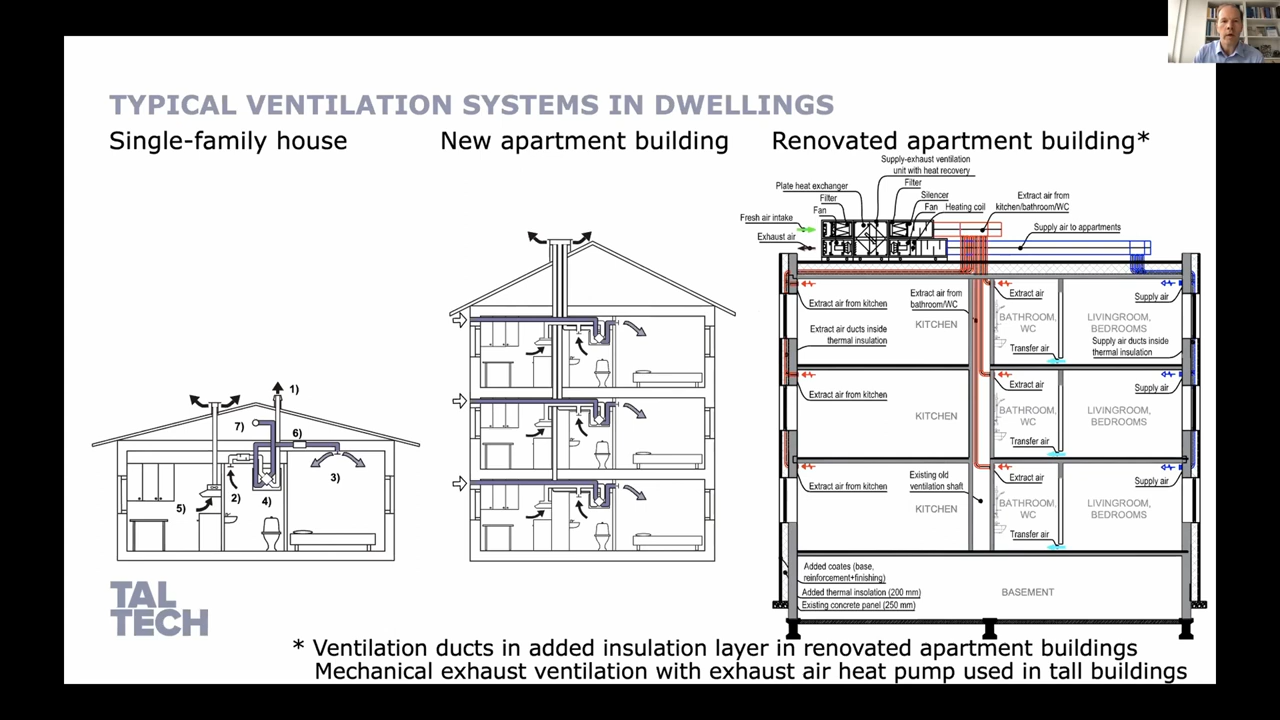 TYPICAL VENTILATION SYSTEMS IN DWELLINGS
Single-family house
New apartment building
Renovated apartment building*
1)
7)
6)
3)
2)
4)
5)
Supply-exhaust ventilation
unit with heat recovery
Plate heat exchanger
Filter
Filter
Silencer
Fan
Fan
Heating coil
Extract air from
kitchen/bathroom/WC
Fresh air intake
Exhaust air
Supply air to appartments
Extract air from kitchen
Extract air from
bathroom/WC
Extract air
Supply air
KITCHEN
BATHROOM,
WC
LIVINGROOM,
BEDROOMS
Extract air ducts inside
thermal insulation
Transfer air
Supply air ducts inside
thermal insulation
Extract air from kitchen
Extract air
Supply air
KITCHEN
BATHROOM,
WC
LIVINGROOM,
BEDROOMS
Transfer air
Extract air from kitchen
Existing old
ventilation shaft
Extract air
Supply air
KITCHEN
BATHROOM,
WC
LIVINGROOM,
BEDROOMS
Transfer air
Added coates (base,
reinforcement+finishing)
Added thermal insulation (200 mm)
Existing concrete panel (250 mm)
BASEMENT
TAL
TECH
* Ventilation ducts in added insulation layer in renovated apartment buildings
Mechanical exhaust ventilation with exhaust air heat pump used in tall buildings